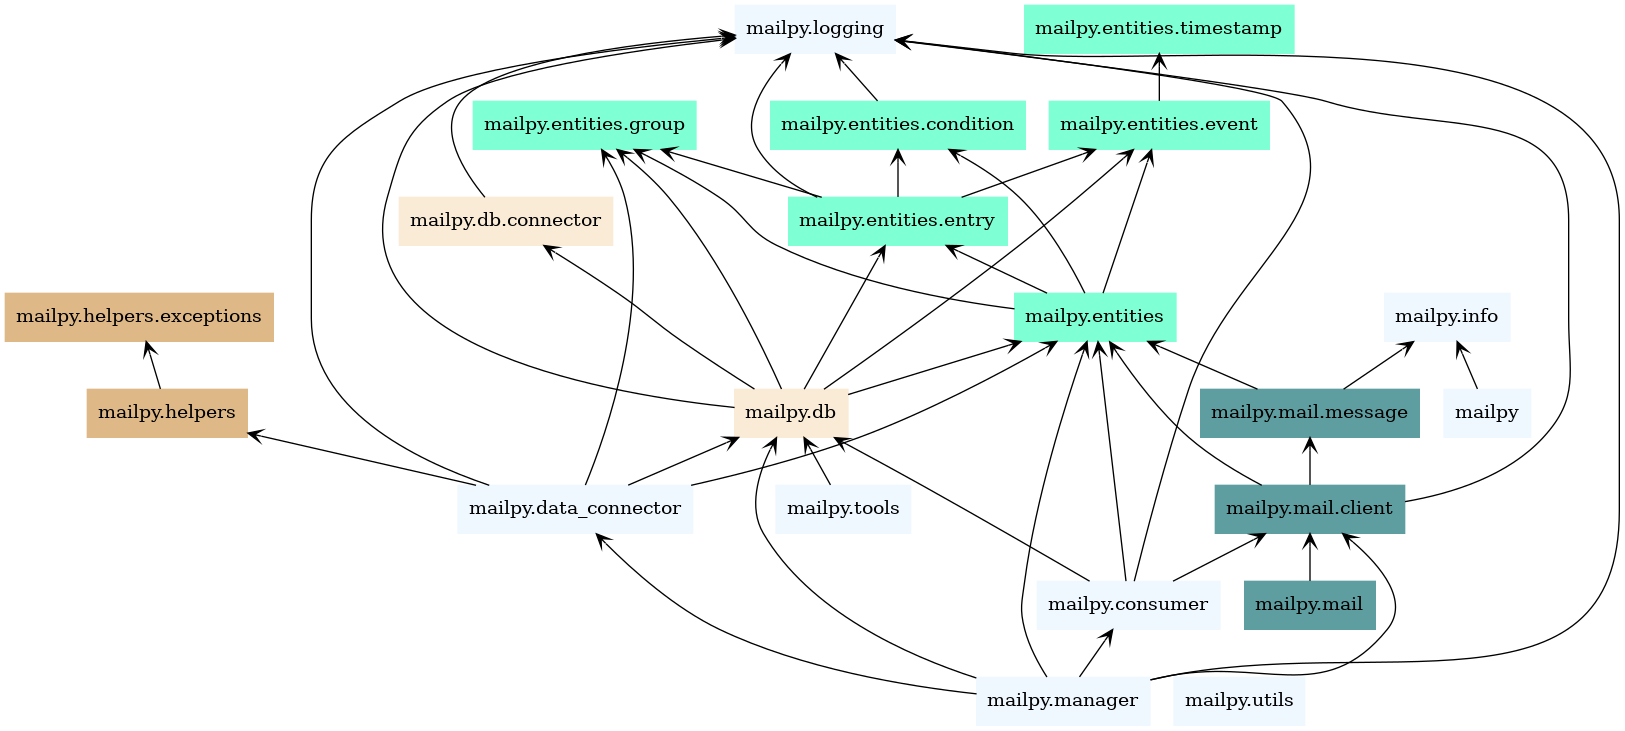 mailpy.logging
mailpy.entities.timestamp
mailpy.entities.group
mailpy.entities.condition
mailpy.entities.event
mailpy.db.connector
mailpy.entities.entry
mailpy.helpers.exceptions
mailpy.entities
mailpy.info
mailpy.helpers
mailpy.db
mailpy.mail.message
mailpy
mailpy.data_connector
mailpy.tools
mailpy.mail.client
mailpy.consumer
mailpy.mail
mailpy.manager
mailpy.utils